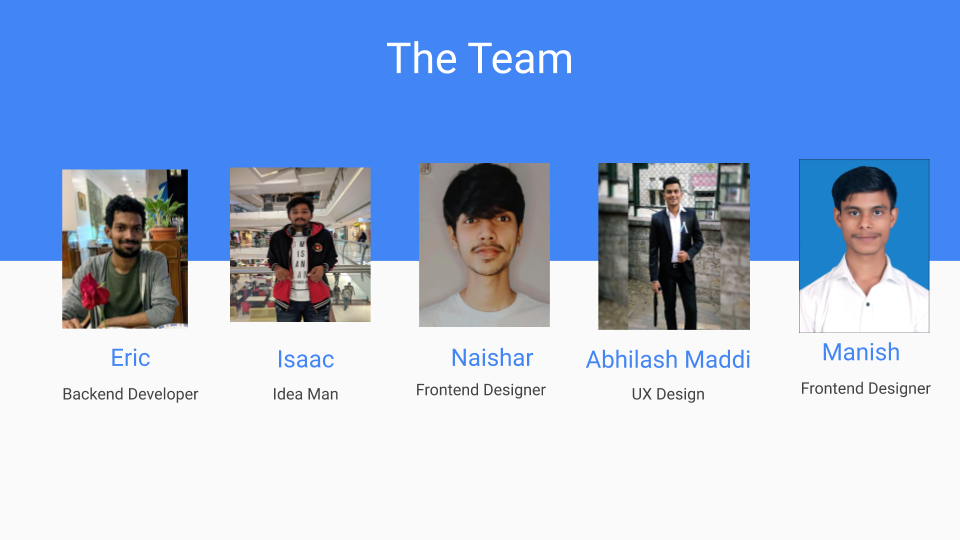 The Team
Eric
Backend Developer
Isaac
Idea Man
Naishar
Frontend Designer
Abhilash Maddi
UX Design
Manish
Frontend Designer